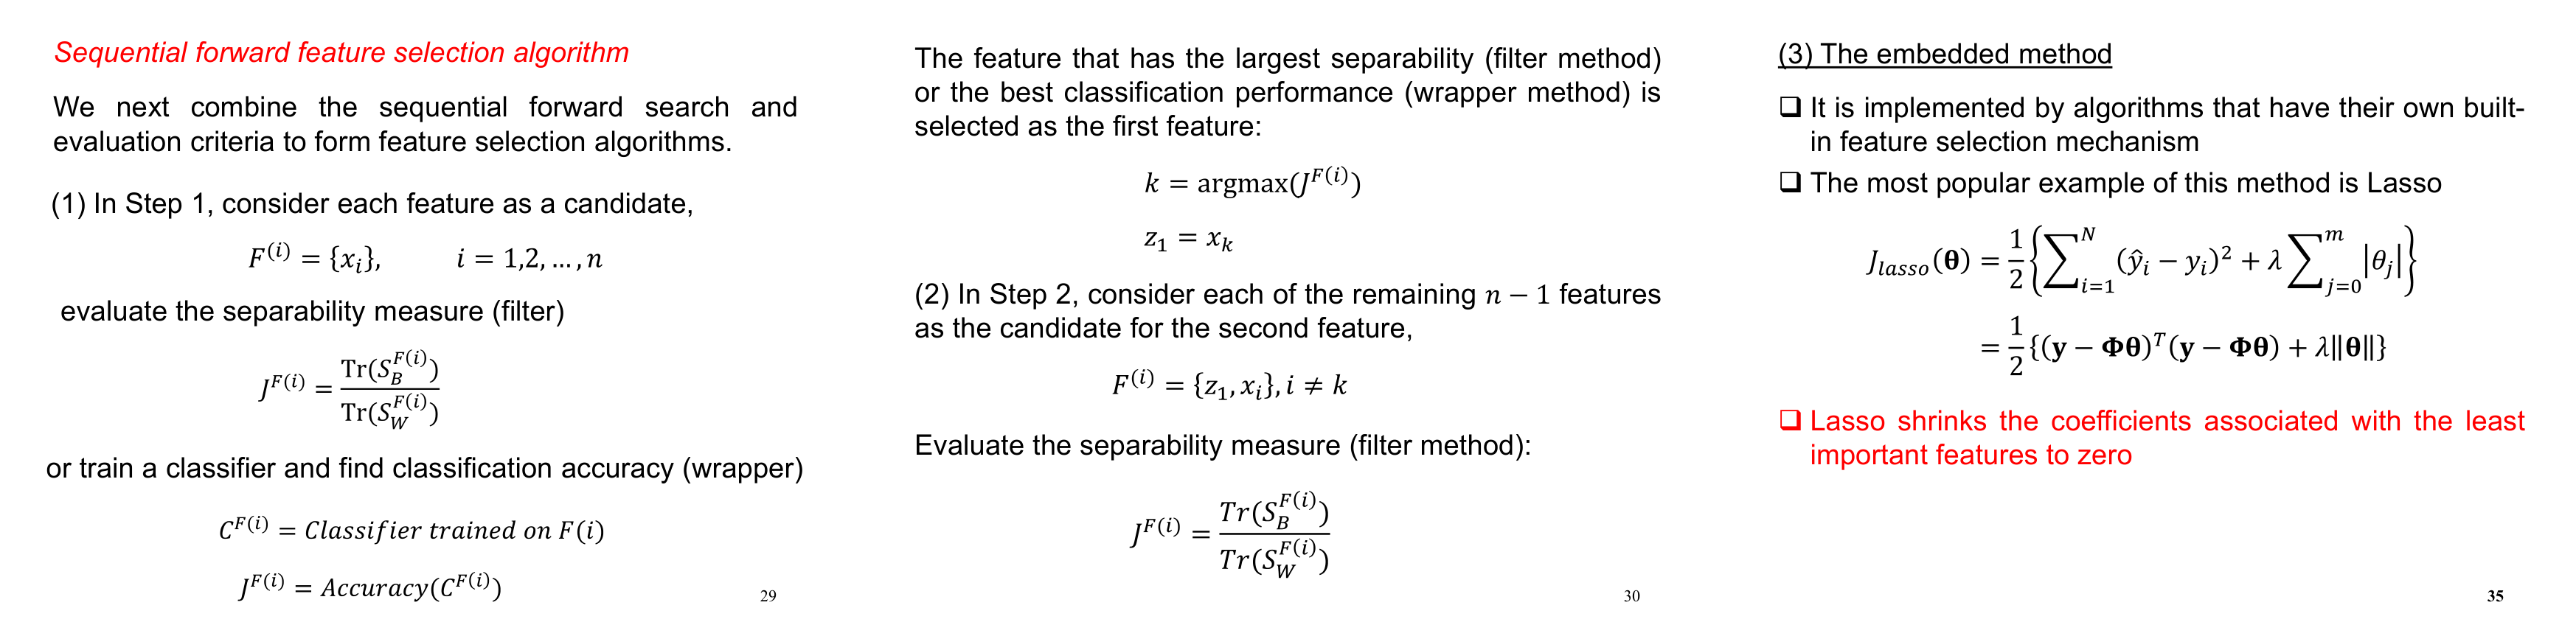 Sequential forward feature selection algorithm
We next combine the sequential forward search and
evaluation criteria to form feature selection algorithms.
(1) In Step 1, consider each feature as a candidate,
F^{(i)} = {x_i}, i = 1,2, … , n
evaluate the separability measure (filter)
J^{F(i)} = Tr(S_B^{F(i)}) / Tr(S_W^{F(i)})
or train a classifier and find classification accuracy (wrapper)
C^{F(i)} = Classifier trained on F(i)
J^{F(i)} = Accuracy(C^{F(i)})
29
The feature that has the largest separability (filter method)
or the best classification performance (wrapper method) is
selected as the first feature:
k = argmax(J^{F(i)})
z_1 = x_k
(2) In Step 2, consider each of the remaining n − 1 features
as the candidate for the second feature,
F^{(i)} = {z_1, x_i}, i ≠ k
Evaluate the separability measure (filter method):
J^{F(i)} = Tr(S_B^{F(i)}) / Tr(S_W^{F(i)})
30
(3) The embedded method
❑ It is implemented by algorithms that have their own built-
in feature selection mechanism
❑ The most popular example of this method is Lasso
J_{lasso}(θ) = 1/2 {∑_{i=1}^{N} (ŷ_i − y_i)^2 + λ ∑_{j=0}^{m} |θ_j|}
= 1/2 {(y − Φθ)^T (y − Φθ) + λ‖θ‖}
❑ Lasso shrinks the coefficients associated with the least
important features to zero
35